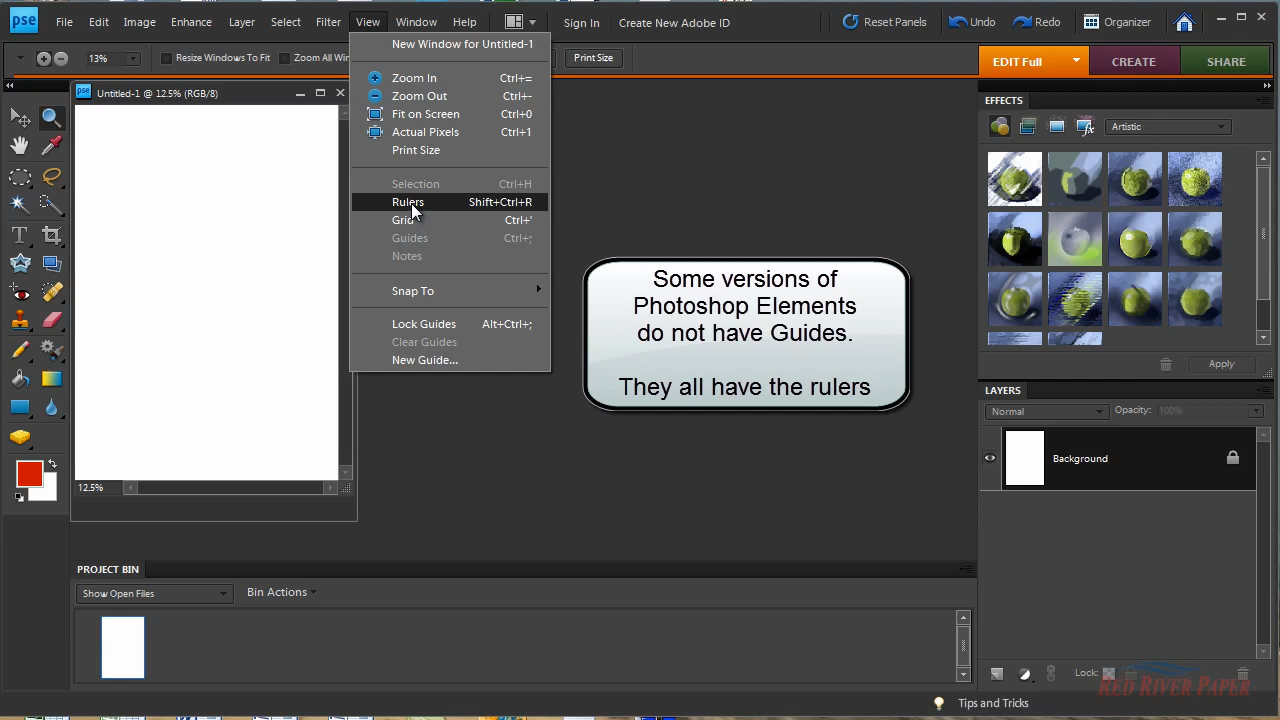 pse File Edit Image Enhance Layer Select Filter View Window Help Sign In Create New Adobe ID Reset Panels Undo Redo Organizer
13% Resize Windows To Fit Zoom All Win Print Size EDIT Full CREATE SHARE
New Window for Untitled-1
Zoom In Ctrl+=
Zoom Out Ctrl+-
Fit on Screen Ctrl+0
Actual Pixels Ctrl+1
Print Size
Selection Ctrl+H
Rulers Shift+Ctrl+R
Grid Ctrl+'
Guides Ctrl+;
Notes
Snap To
Lock Guides Alt+Ctrl+;
Clear Guides
New Guide...
pse Untitled-1 @ 12.5% (RGB/8)
12.5%
Some versions of
Photoshop Elements
do not have Guides.
They all have the rulers
EFFECTS
Artistic
Apply
LAYERS
Normal Opacity: 100%
Background
Lock:
PROJECT BIN
Show Open Files Bin Actions
RED RIVER PAPER
Tips and Tricks